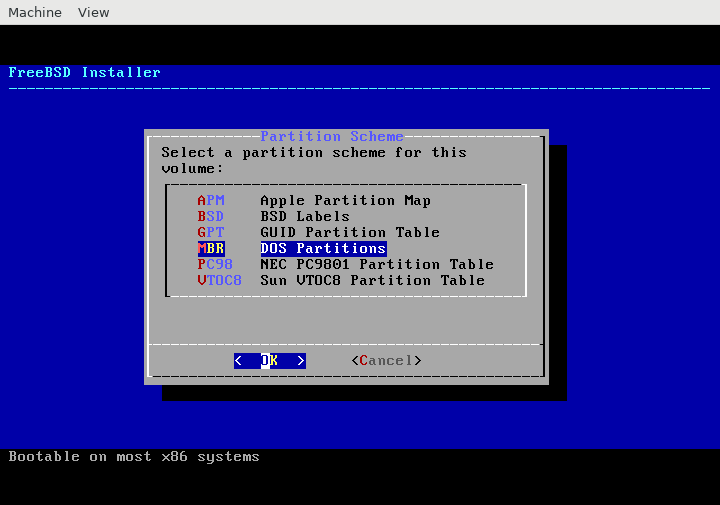 Machine View
FreeBSD Installer
Partition Scheme
Select a partition scheme for this
volume:
APM Apple Partition Map
BSD BSD Labels
GPT GUID Partition Table
MBR DOS Partitions
PC98 NEC PC9801 Partition Table
VTOC8 Sun VTOC8 Partition Table
< OK > <Cancel>
Bootable on most x86 systems